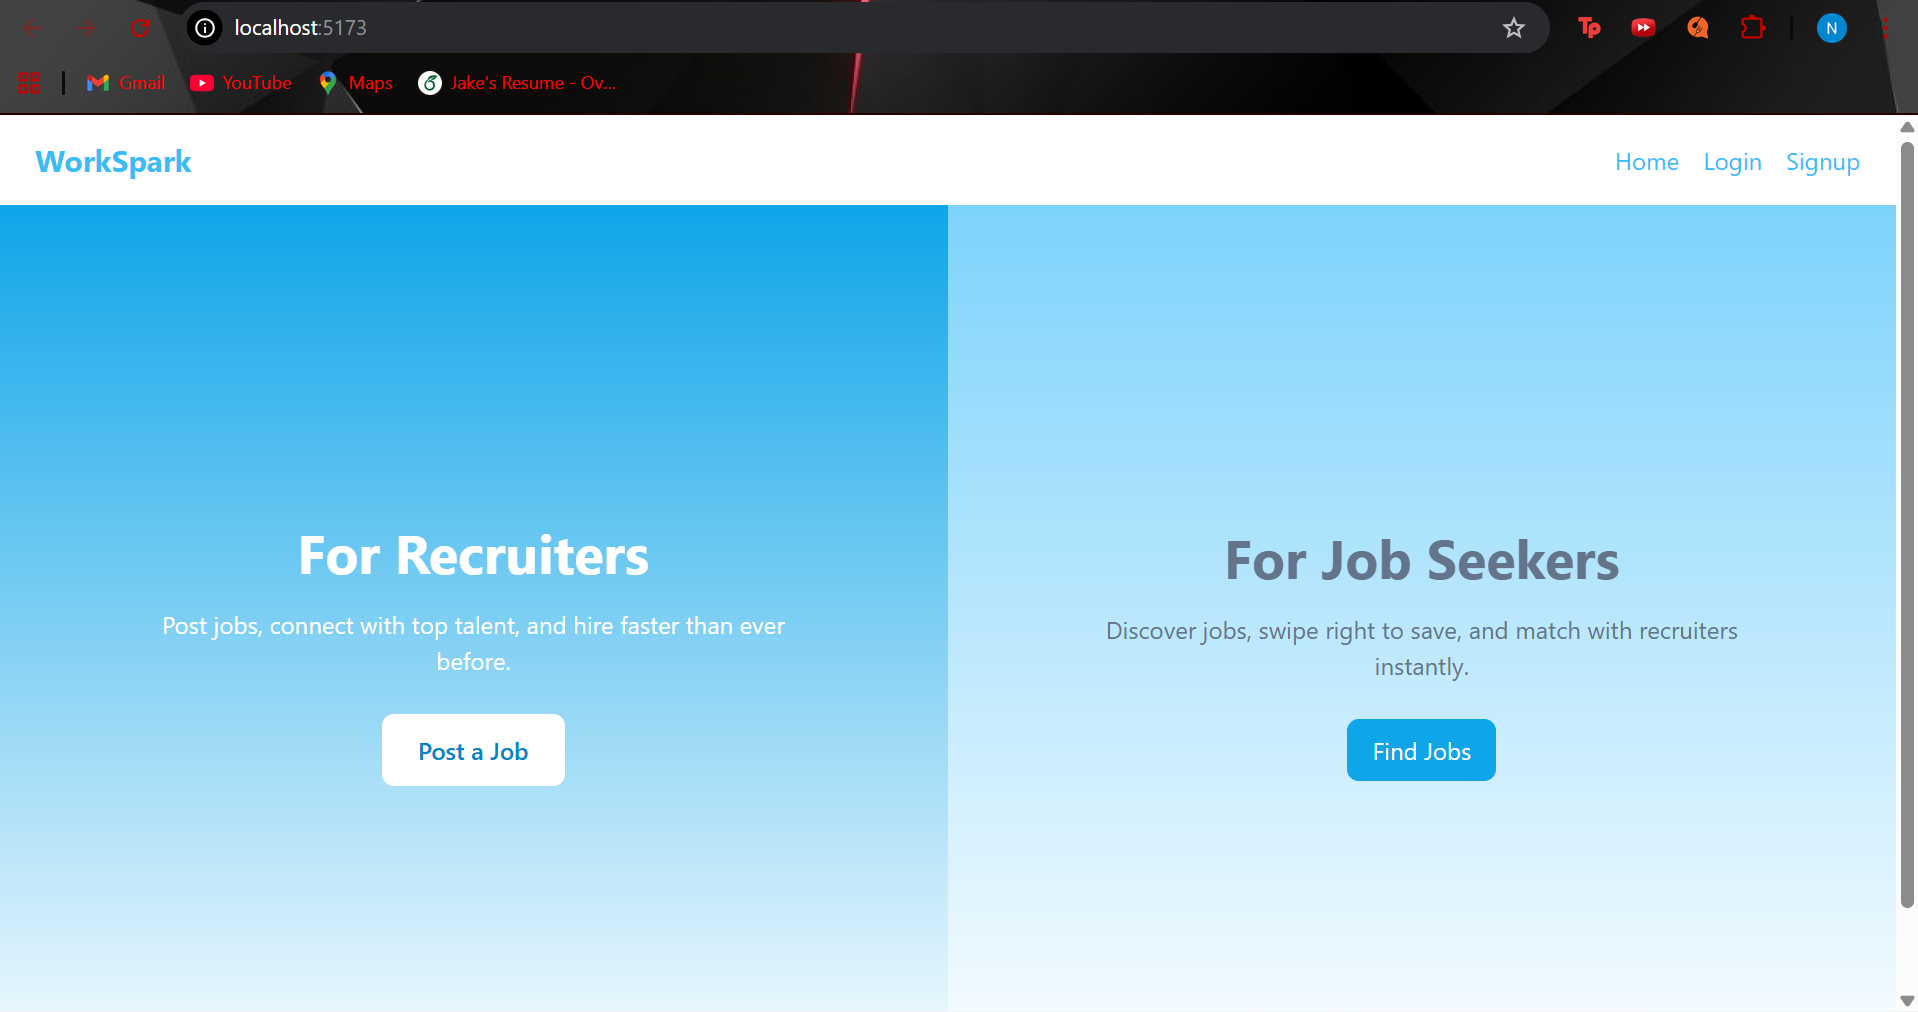 localhost:5173
Tp
N
Gmail
YouTube
Maps
Jake's Resume - Ov...
WorkSpark
Home
Login
Signup
For Recruiters
Post jobs, connect with top talent, and hire faster than ever
before.
Post a Job
For Job Seekers
Discover jobs, swipe right to save, and match with recruiters
instantly.
Find Jobs